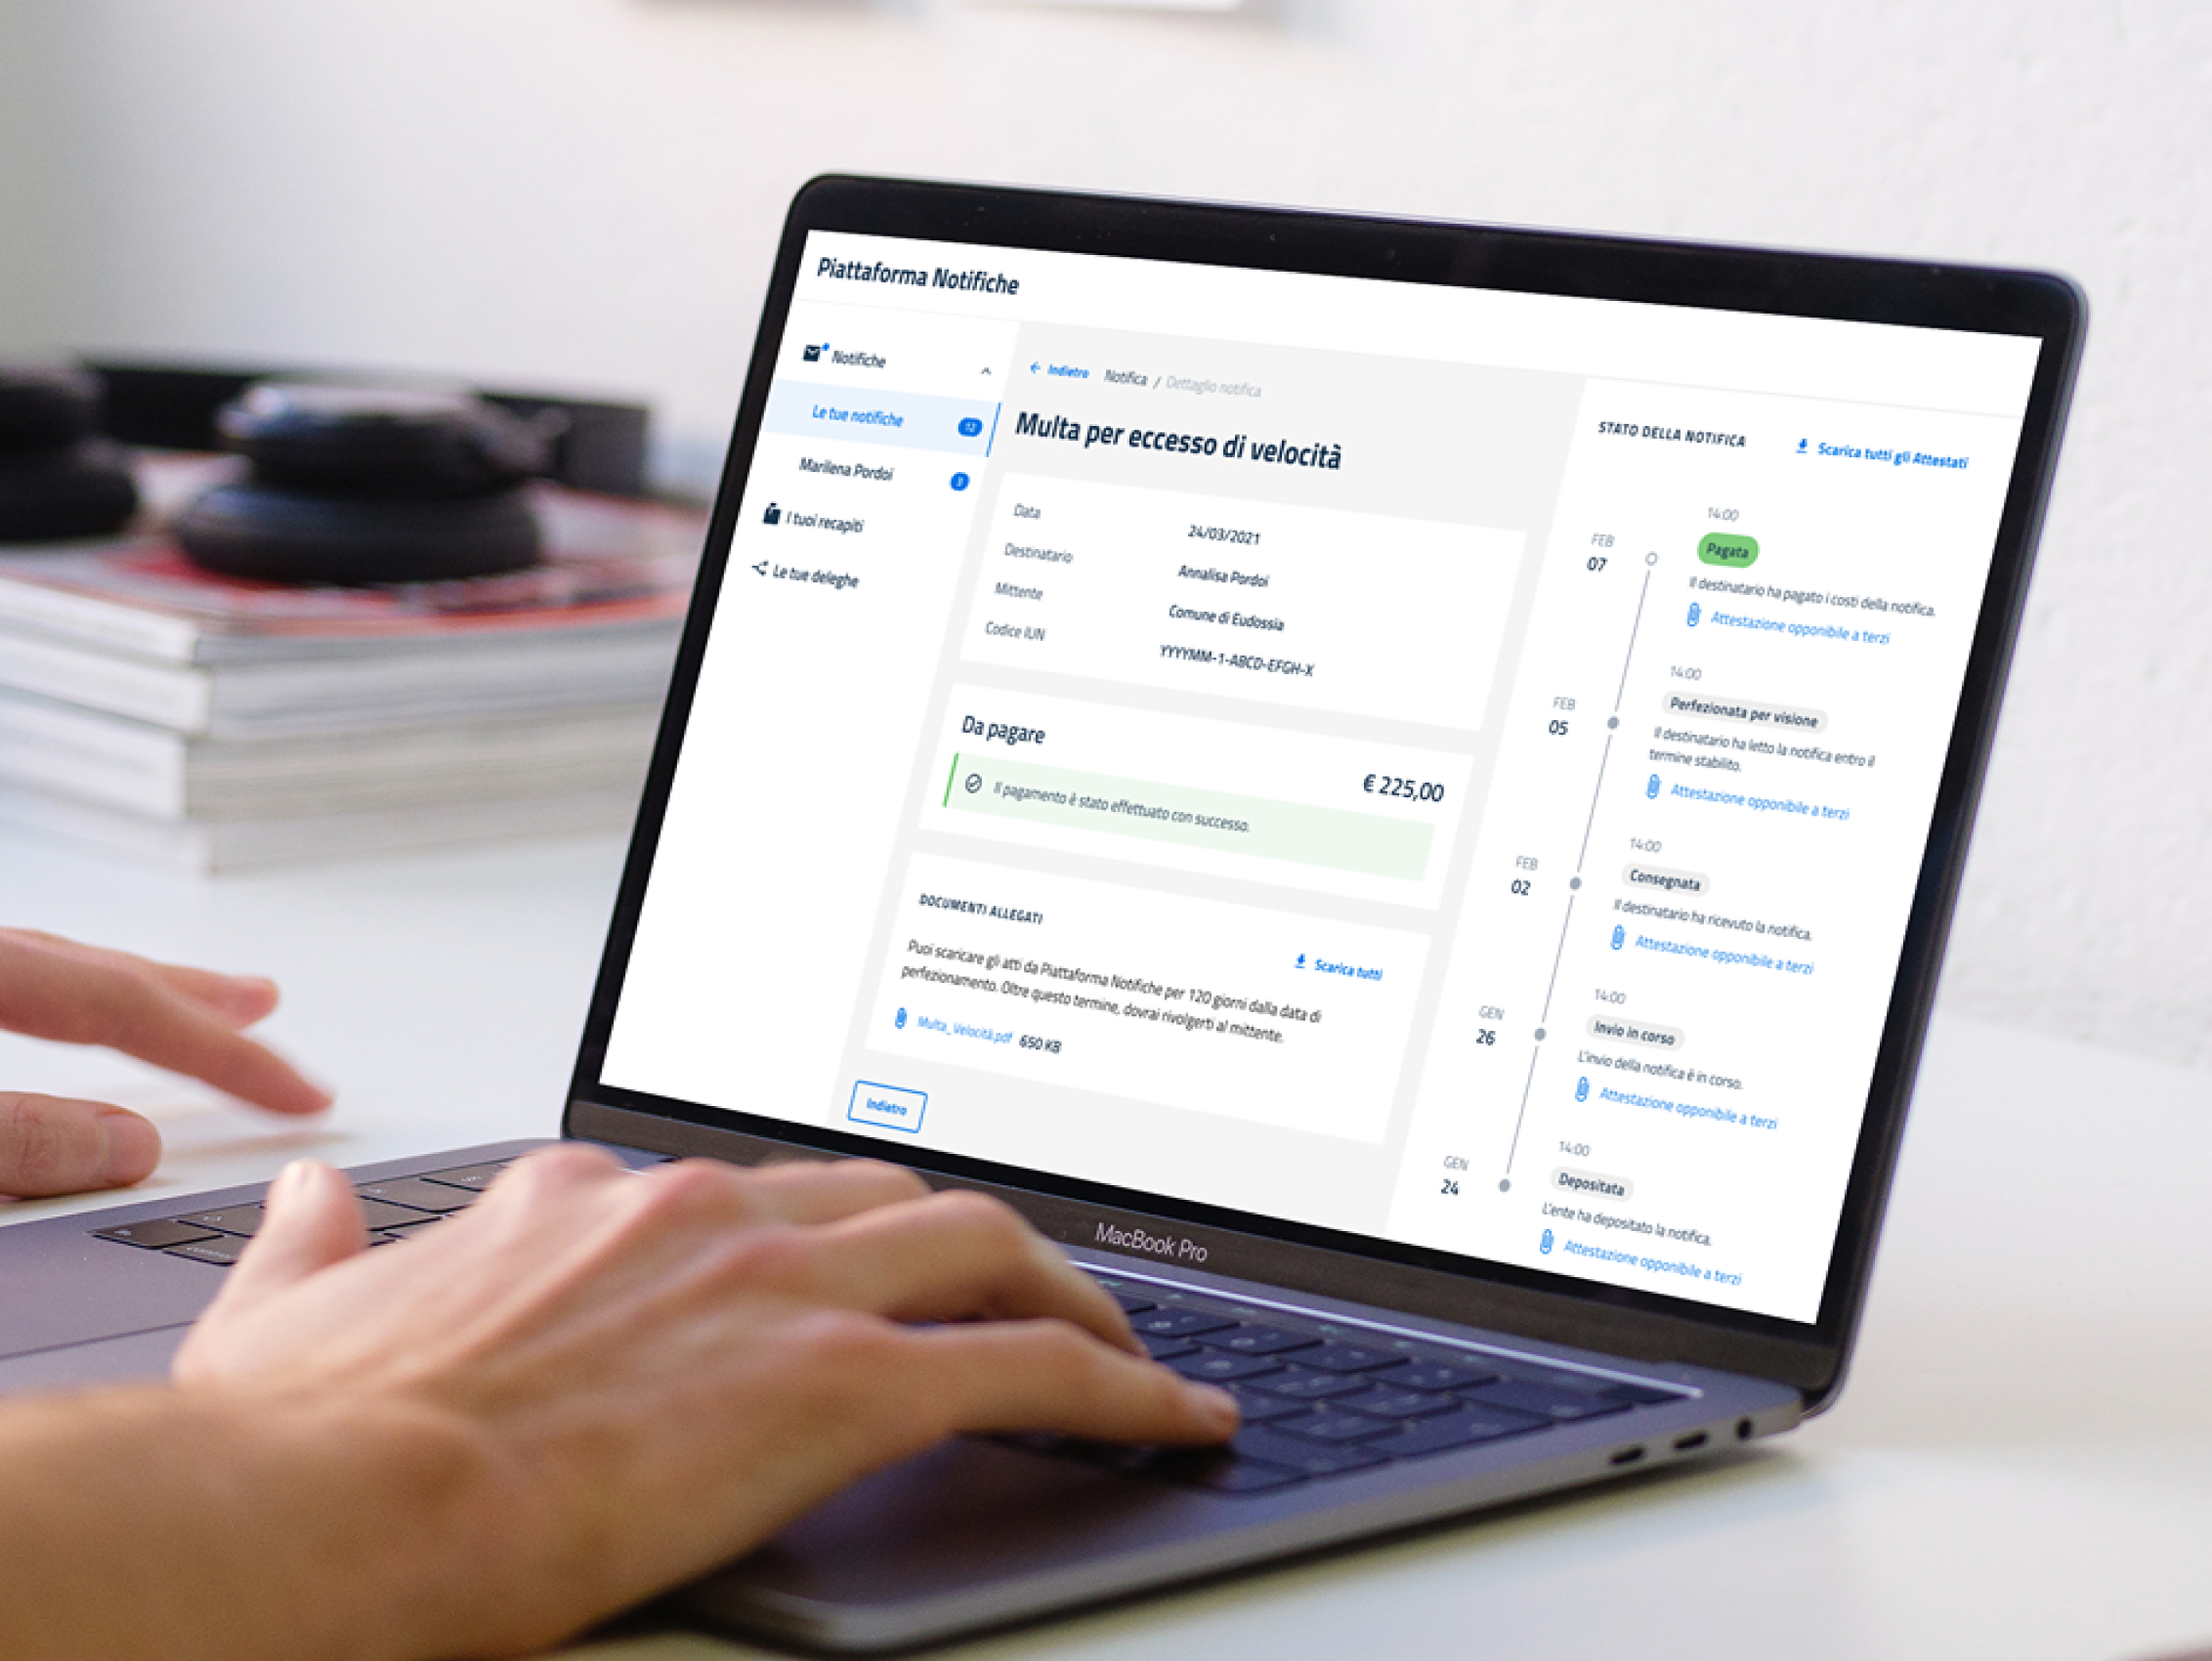 Piattaforma Notifiche
Notifiche
Le tue notifiche 12
Marilena Pordoi 3
I tuoi recapiti
Le tue deleghe
Indietro Notifica / Dettaglio notifica
Multa per eccesso di velocità
Data 24/03/2021
Destinatario Annalisa Pordoi
Mittente Comune di Eudossia
Codice IUN YYYYMM-1-ABCD-EFGH-X
Da pagare
€ 225,00
Il pagamento è stato effettuato con successo.
DOCUMENTI ALLEGATI
Scarica tutti
Puoi scaricare gli atti da Piattaforma Notifiche per 120 giorni dalla data di
perfezionamento. Oltre questo termine, dovrai rivolgerti al mittente.
Multa_Velocità.pdf 650 KB
Indietro
STATO DELLA NOTIFICA
Scarica tutti gli Attestati
14:00
FEB
07
Pagata
Il destinatario ha pagato i costi della notifica.
Attestazione opponibile a terzi
14:00
FEB
05
Perfezionata per visione
Il destinatario ha letto la notifica entro il
termine stabilito.
Attestazione opponibile a terzi
14:00
FEB
02
Consegnata
Il destinatario ha ricevuto la notifica.
Attestazione opponibile a terzi
14:00
GEN
26
Invio in corso
L'invio della notifica è in corso.
Attestazione opponibile a terzi
14:00
GEN
24
Depositata
L'ente ha depositato la notifica.
Attestazione opponibile a terzi
MacBook Pro